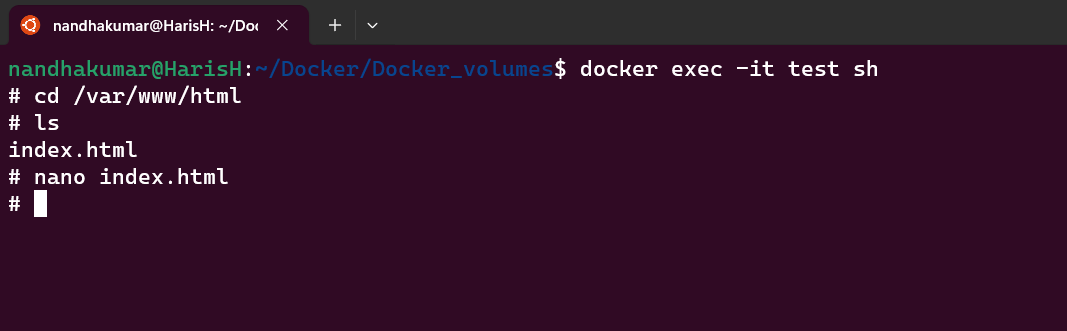 nandhakumar@HarisH: ~/Doc
nandhakumar@HarisH:~/Docker/Docker_volumes$ docker exec -it test sh
# cd /var/www/html
# ls
index.html
# nano index.html
#